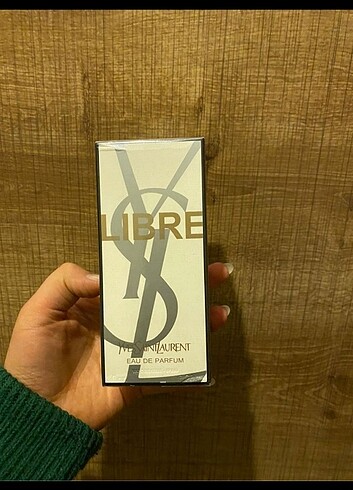 LIBRE
YVES SAINT LAURENT
EAU DE PARFUM